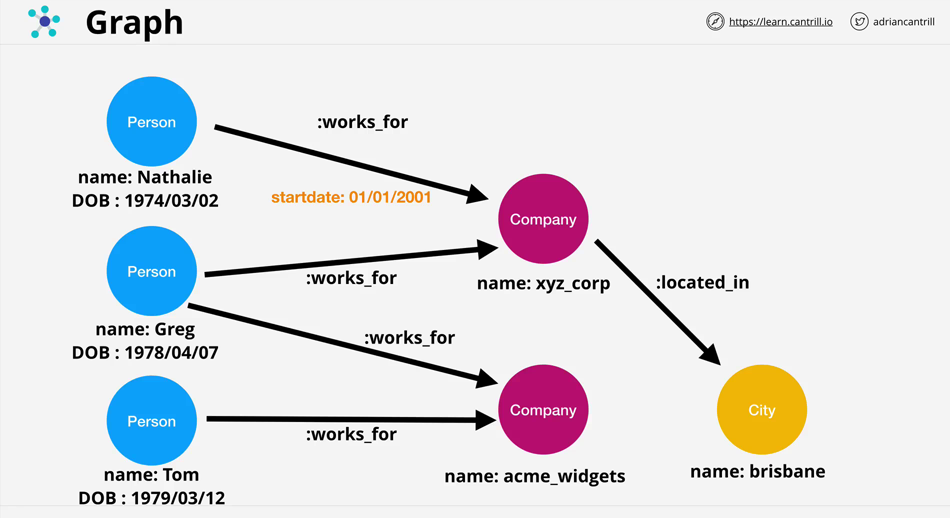 Graph
https://learn.cantrill.io
adriancantrill
Person
name: Nathalie
DOB : 1974/03/02
:works_for
startdate: 01/01/2001
Company
name: xyz_corp
Person
name: Greg
DOB : 1978/04/07
:works_for
:works_for
:located_in
Person
name: Tom
DOB : 1979/03/12
:works_for
Company
name: acme_widgets
City
name: brisbane